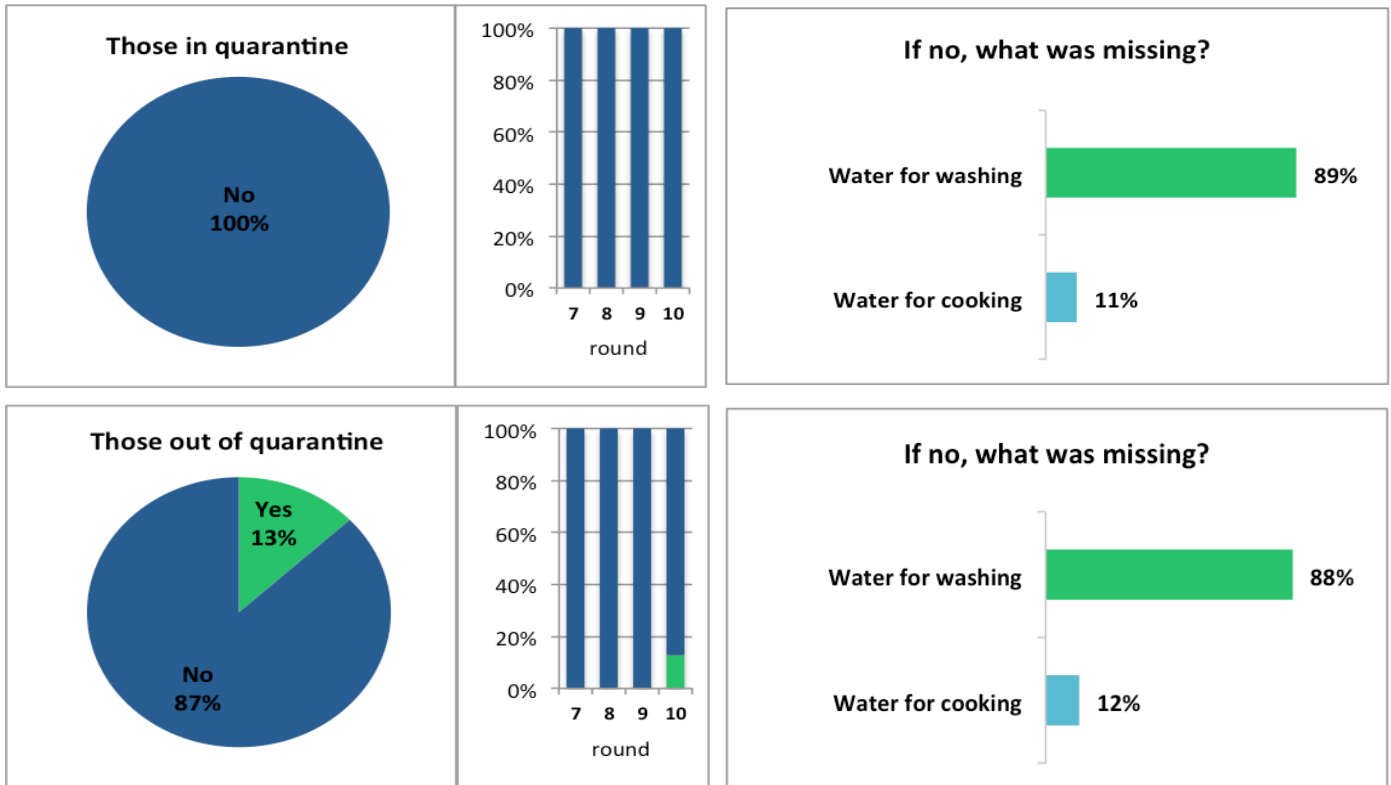 Those in quarantine
No
100%
100%
80%
60%
40%
20%
0%
7 8 9 10
round
If no, what was missing?
Water for washing 89%
Water for cooking 11%
Those out of quarantine
Yes
13%
No
87%
100%
80%
60%
40%
20%
0%
7 8 9 10
round
If no, what was missing?
Water for washing 88%
Water for cooking 12%